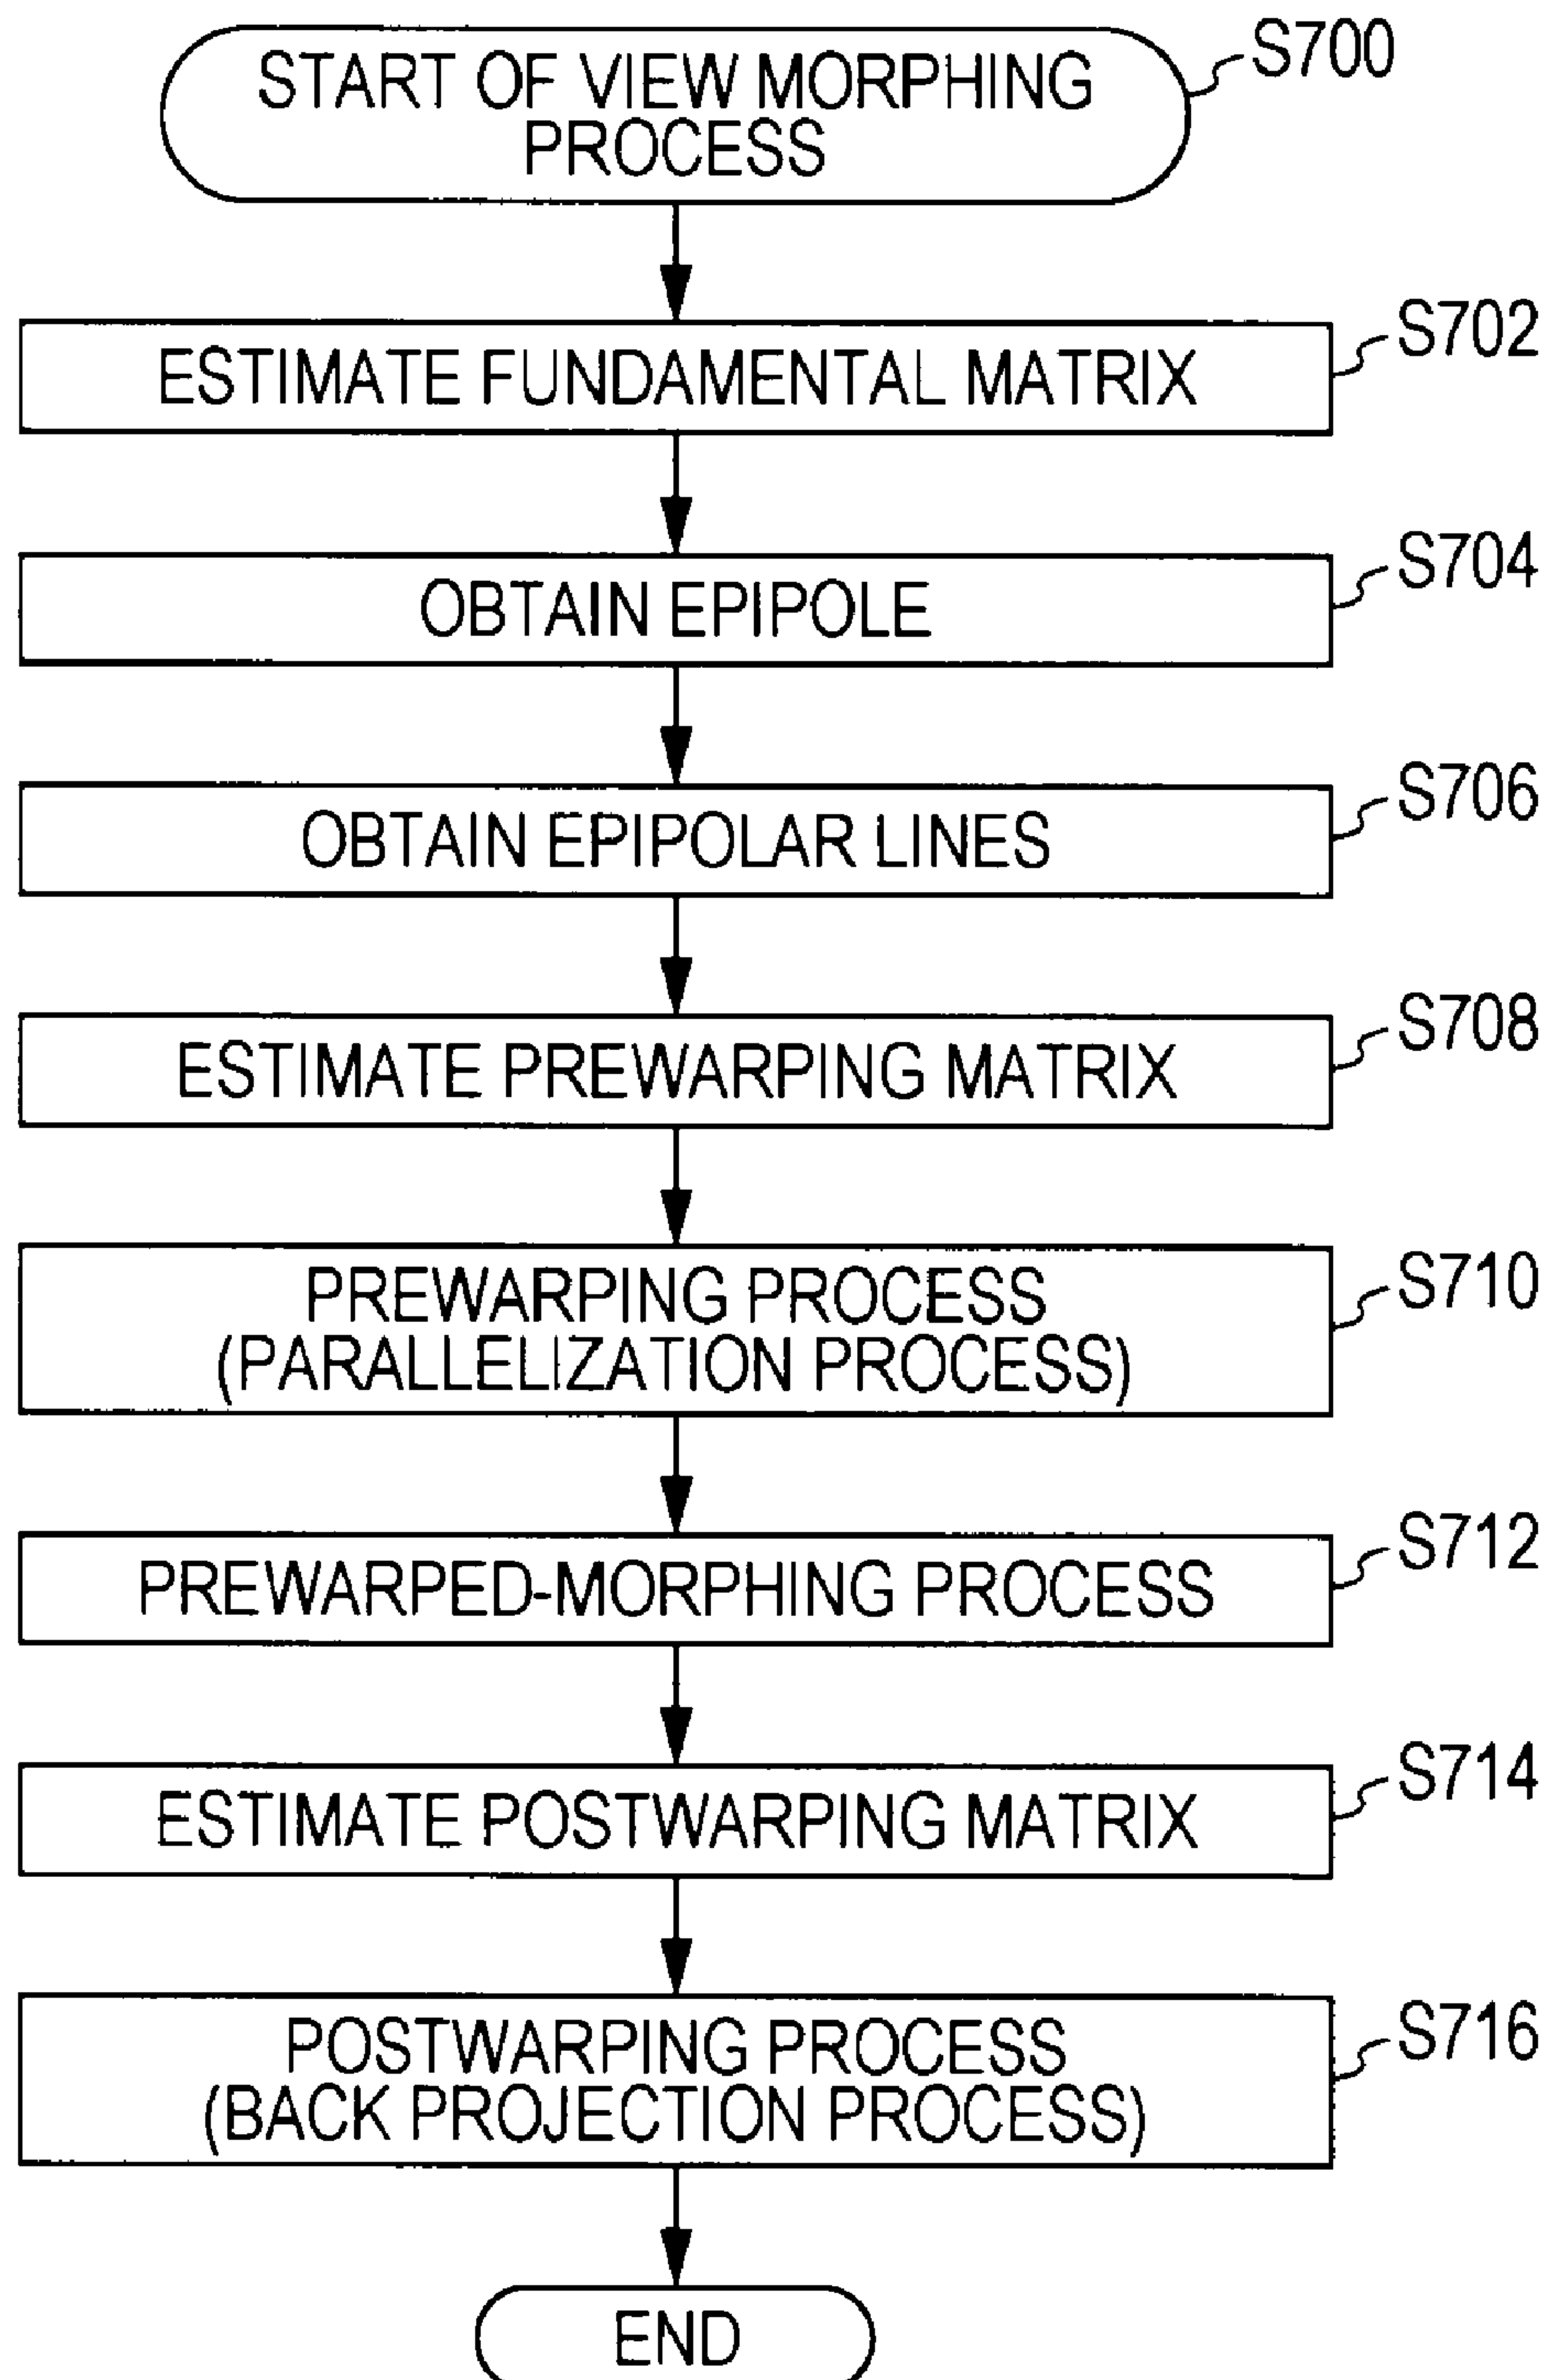 START OF VIEW MORPHING
PROCESS
S700
ESTIMATE FUNDAMENTAL MATRIX
S702
OBTAIN EPIPOLE
S704
OBTAIN EPIPOLAR LINES
S706
ESTIMATE PREWARPING MATRIX
S708
PREWARPING PROCESS
(PARALLELIZATION PROCESS)
S710
PREWARPED-MORPHING PROCESS
S712
ESTIMATE POSTWARPING MATRIX
S714
POSTWARPING PROCESS
(BACK PROJECTION PROCESS)
S716
END